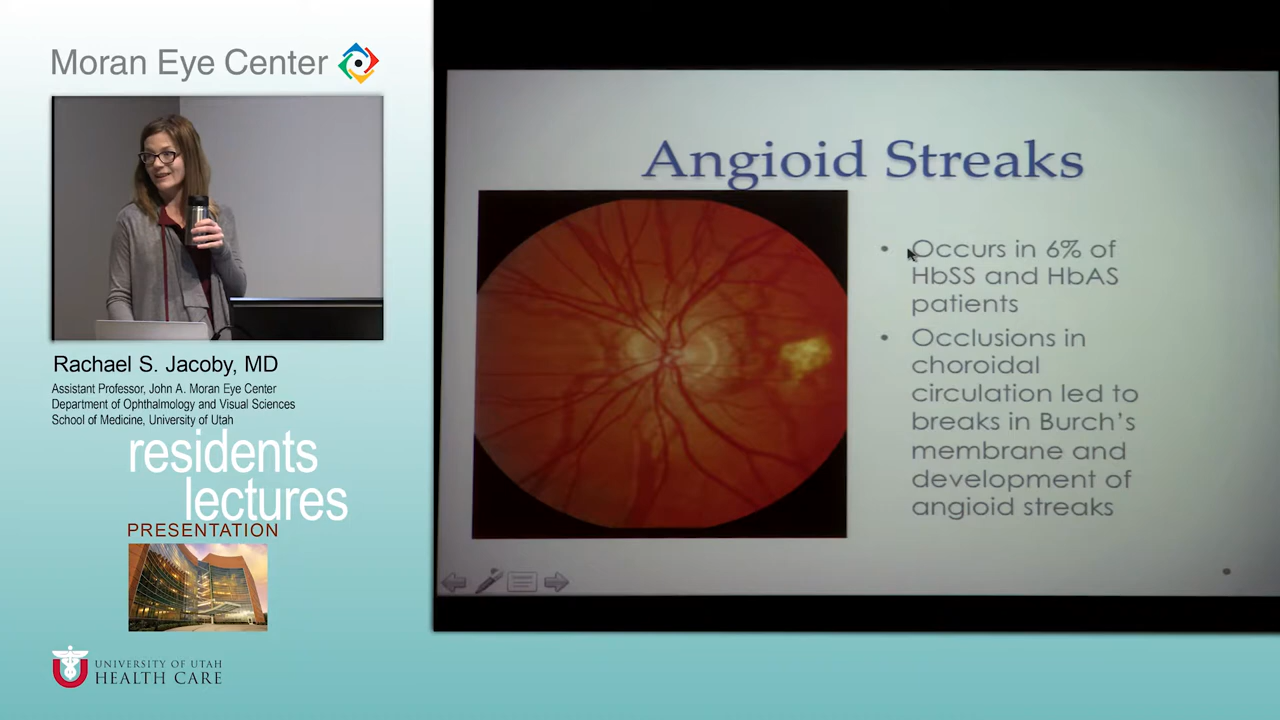 Moran Eye Center
Rachael S. Jacoby, MD
Assistant Professor, John A. Moran Eye Center
Department of Ophthalmology and Visual Sciences
School of Medicine, University of Utah
residents
lectures
PRESENTATION
UNIVERSITY OF UTAH
HEALTH CARE
Angioid Streaks
• Occurs in 6% of
HbSS and HbAS
patients
• Occlusions in
choroidal
circulation led to
breaks in Burch's
membrane and
development of
angioid streaks